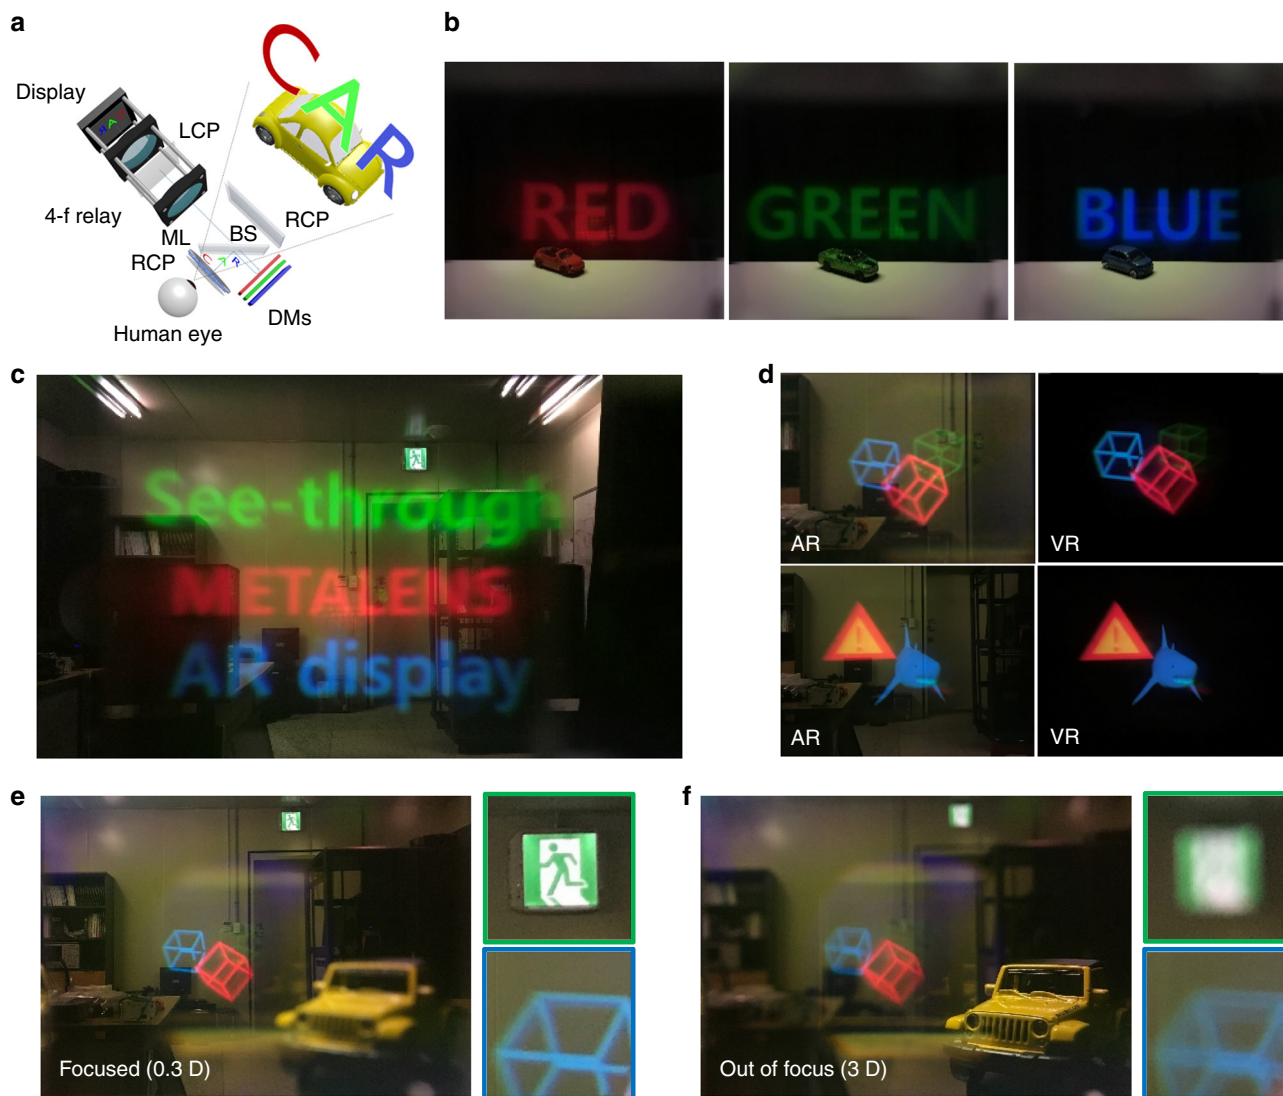 a
Display
LCP
4-f relay
ML
RCP
BS
RCP
Human eye
DMs
C
A
R
b
RED
GREEN
BLUE
c
See-through
METALENS
AR display
d
AR
VR
AR
VR
e
Focused (0.3 D)
f
Out of focus (3 D)